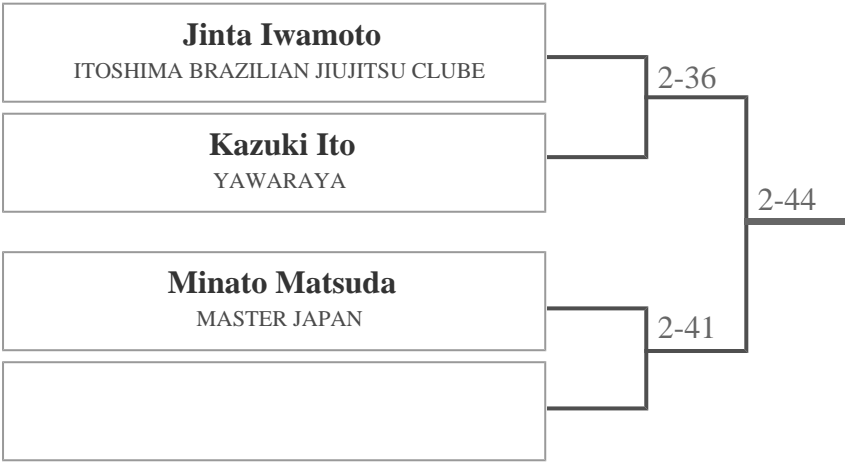 Jinta Iwamoto
ITOSHIMA BRAZILIAN JIUJITSU CLUBE
2-36
Kazuki Ito
YAWARAYA
2-44
Minato Matsuda
MASTER JAPAN
2-41